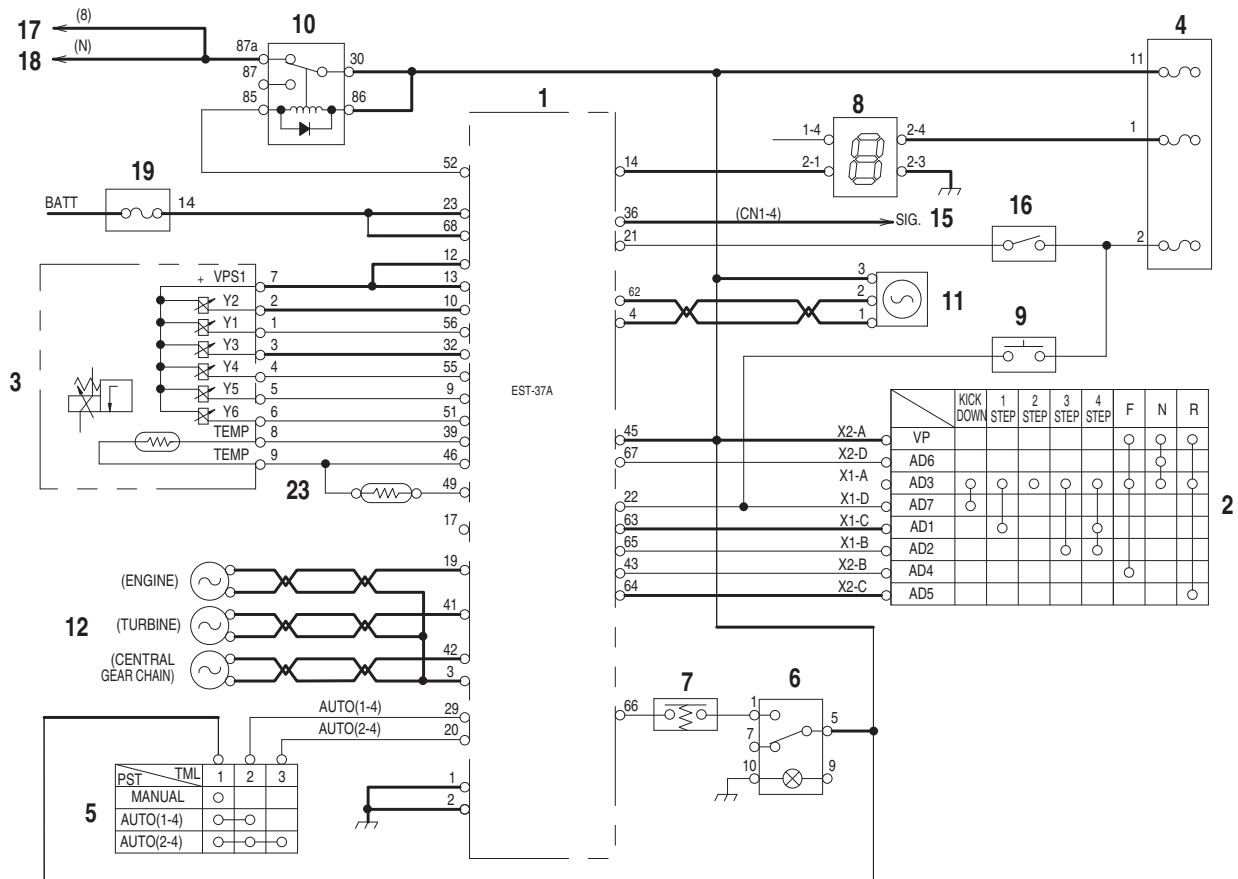 17 (8)
18 (N)
10
87a
30
87
85
86
4
11
1
2
1
EST-37A
8
1-4
2-4
2-1
2-3
19
BATT
14
52
23
68
12
13
10
56
32
55
9
51
39
46
49
17
19
41
42
3
29
20
1
2
14
36
(CN1-4)
SIG. 15
21
16
62
4
3
2
1
11
9
3
+ VPS1 7
Y2 2
Y1 1
Y3 3
Y4 4
Y5 5
Y6 6
TEMP 8
TEMP 9
23
45 X2-A
67 X2-D
X1-A
22 X1-D
63 X1-C
65 X1-B
43 X2-B
64 X2-C
KICK DOWN
1 STEP
2 STEP
3 STEP
4 STEP
F N R
VP
AD6
AD3
AD7
AD1
AD2
AD4
AD5
2
12
(ENGINE)
(TURBINE)
(CENTRAL
GEAR CHAIN)
AUTO(1-4)
AUTO(2-4)
66
7
6
1
7
5
10
9
5
PST TML 1 2 3
MANUAL
AUTO(1-4)
AUTO(2-4)